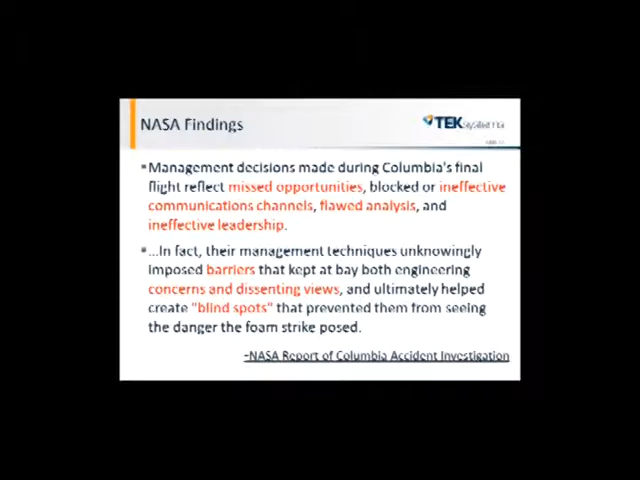 NASA Findings
TEKsystems
▪Management decisions made during Columbia's final
flight reflect missed opportunities, blocked or ineffective
communications channels, flawed analysis, and
ineffective leadership.
▪…In fact, their management techniques unknowingly
imposed barriers that kept at bay both engineering
concerns and dissenting views, and ultimately helped
create "blind spots" that prevented them from seeing
the danger the foam strike posed.
-NASA Report of Columbia Accident Investigation